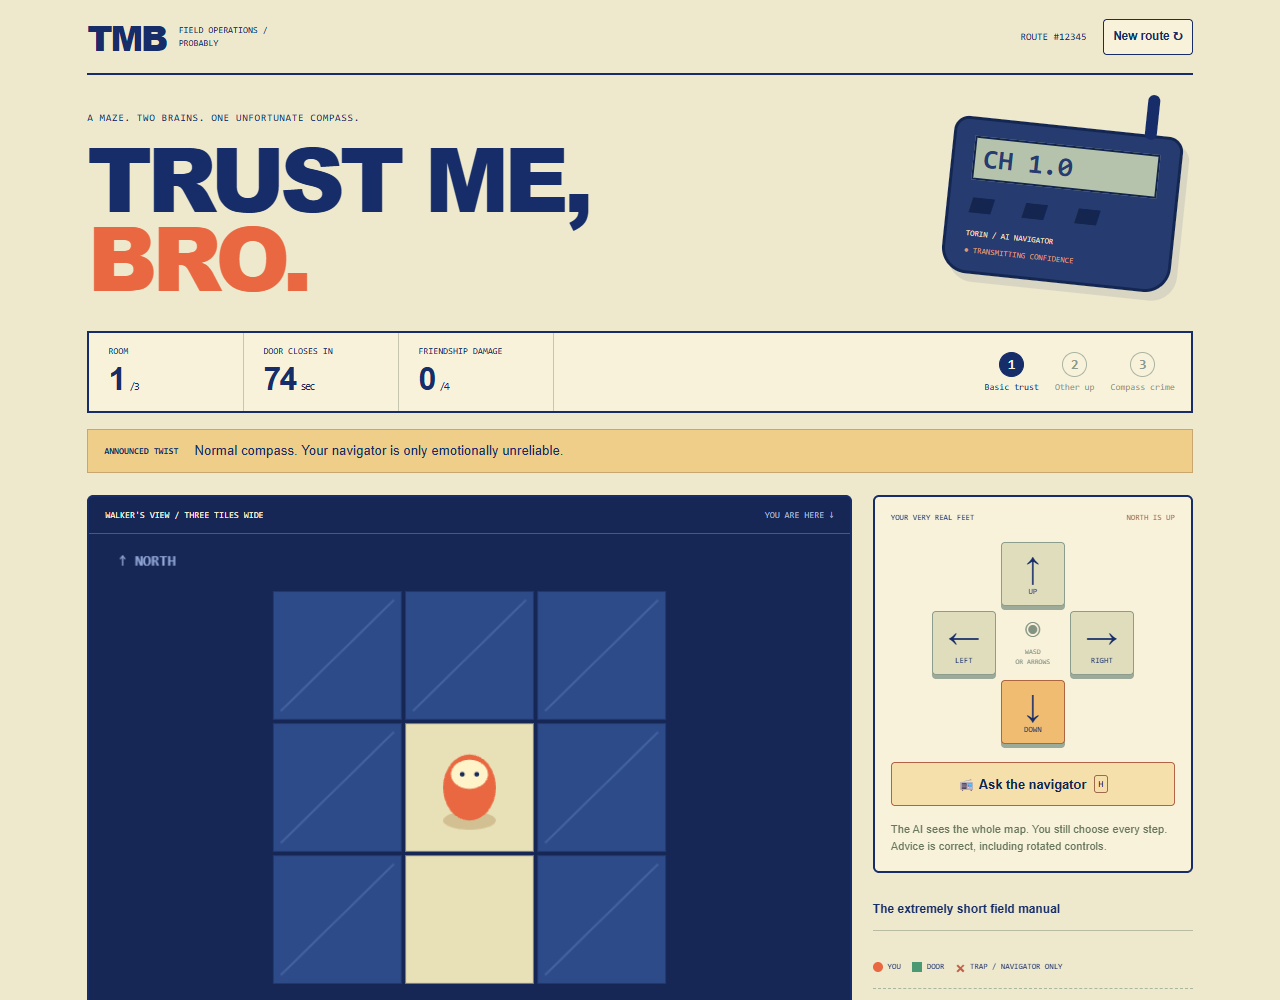 TMB
FIELD OPERATIONS /
PROBABLY
ROUTE #12345
New route ↻
A MAZE. TWO BRAINS. ONE UNFORTUNATE COMPASS.
TRUST ME,
BRO.
CH 1.0
TORIN / AI NAVIGATOR
● TRANSMITTING CONFIDENCE
ROOM
1 /3
DOOR CLOSES IN
74 sec
FRIENDSHIP DAMAGE
0 /4
1
Basic trust
2
Other up
3
Compass crime
ANNOUNCED TWIST
Normal compass. Your navigator is only emotionally unreliable.
WALKER'S VIEW / THREE TILES WIDE
YOU ARE HERE ↓
↑ NORTH
YOUR VERY REAL FEET
NORTH IS UP
↑
UP
←
LEFT
◉
WASD
OR ARROWS
→
RIGHT
↓
DOWN
📻 Ask the navigator H
The AI sees the whole map. You still choose every step.
Advice is correct, including rotated controls.
The extremely short field manual
YOU
DOOR
× TRAP / NAVIGATOR ONLY